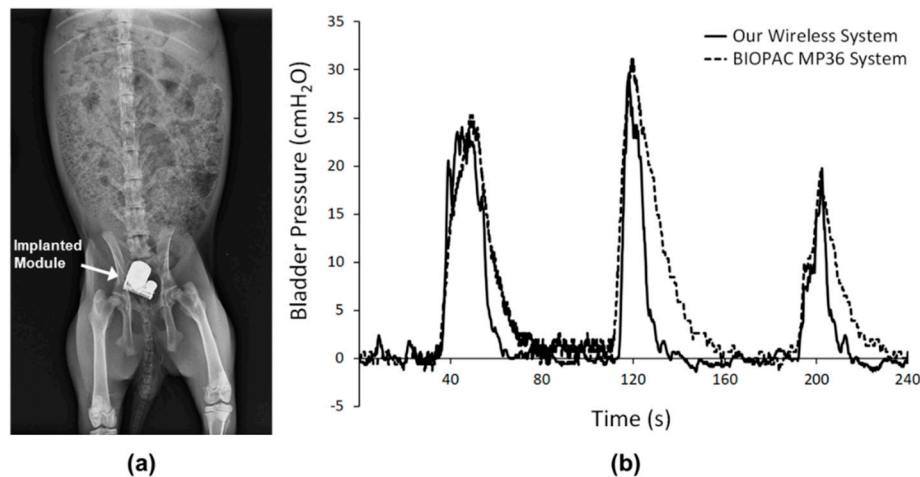 Implanted
Module
(a)
35
30
25
20
15
10
5
0
-5
Bladder Pressure (cmH₂O)
Our Wireless System
BIOPAC MP36 System
40
80
120
160
200
240
Time (s)
(b)